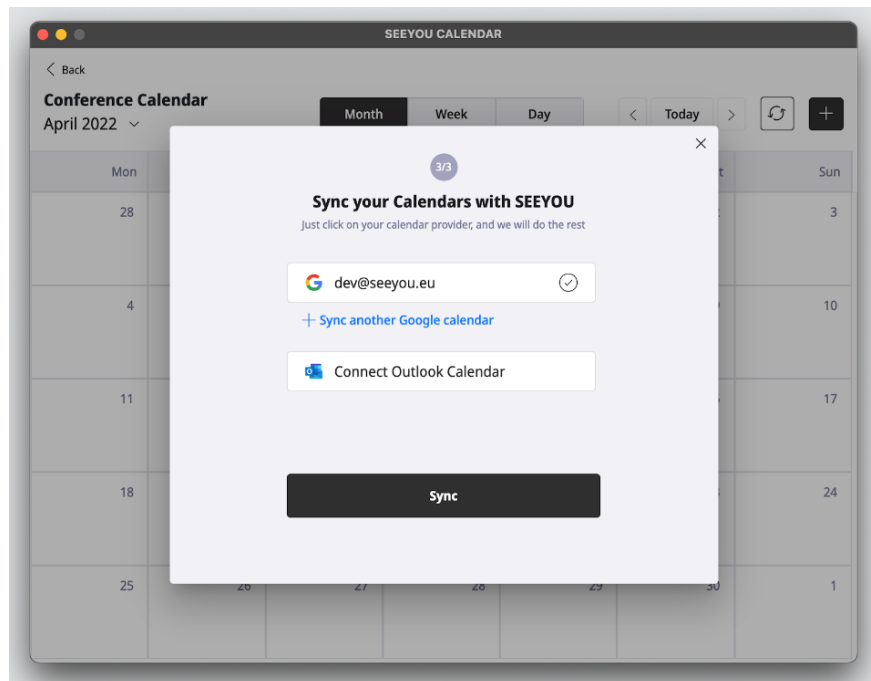 SEEYOU CALENDAR
Back
Conference Calendar
April 2022
Month Week Day Today
3/3
Mon Sun
Sync your Calendars with SEEYOU
Just click on your calendar provider, and we will do the rest
28 3
dev@seeyou.eu
4 10
Sync another Google calendar
Connect Outlook Calendar
11 17
18 24
Sync
25 26 27 28 29 30 1